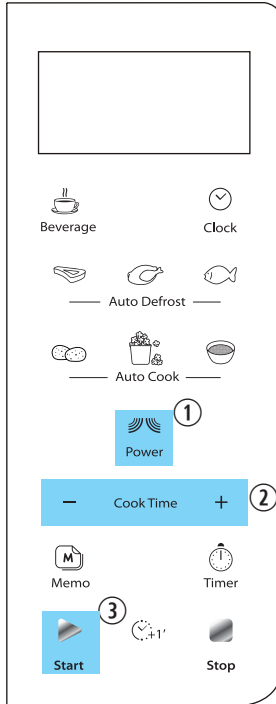 Beverage
Clock
Auto Defrost
Auto Cook
1
Power
- Cook Time + 2
M
Memo
Timer
3
+1'
Start
Stop